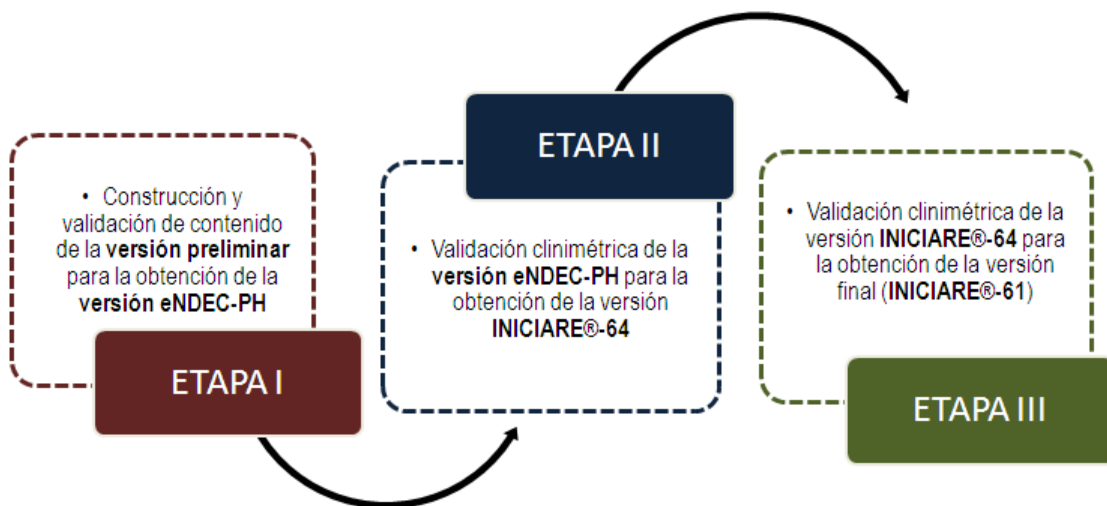 • Construcción y
validación de contenido
de la versión preliminar
para la obtención de la
versión eNDEC-PH
ETAPA I
ETAPA II
• Validación clinimétrica de la
versión eNDEC-PH para la
obtención de la versión
INICIARE®-64
• Validación clinimétrica de la
versión INICIARE®-64 para
la obtención de la versión
final (INICIARE®-61)
ETAPA III